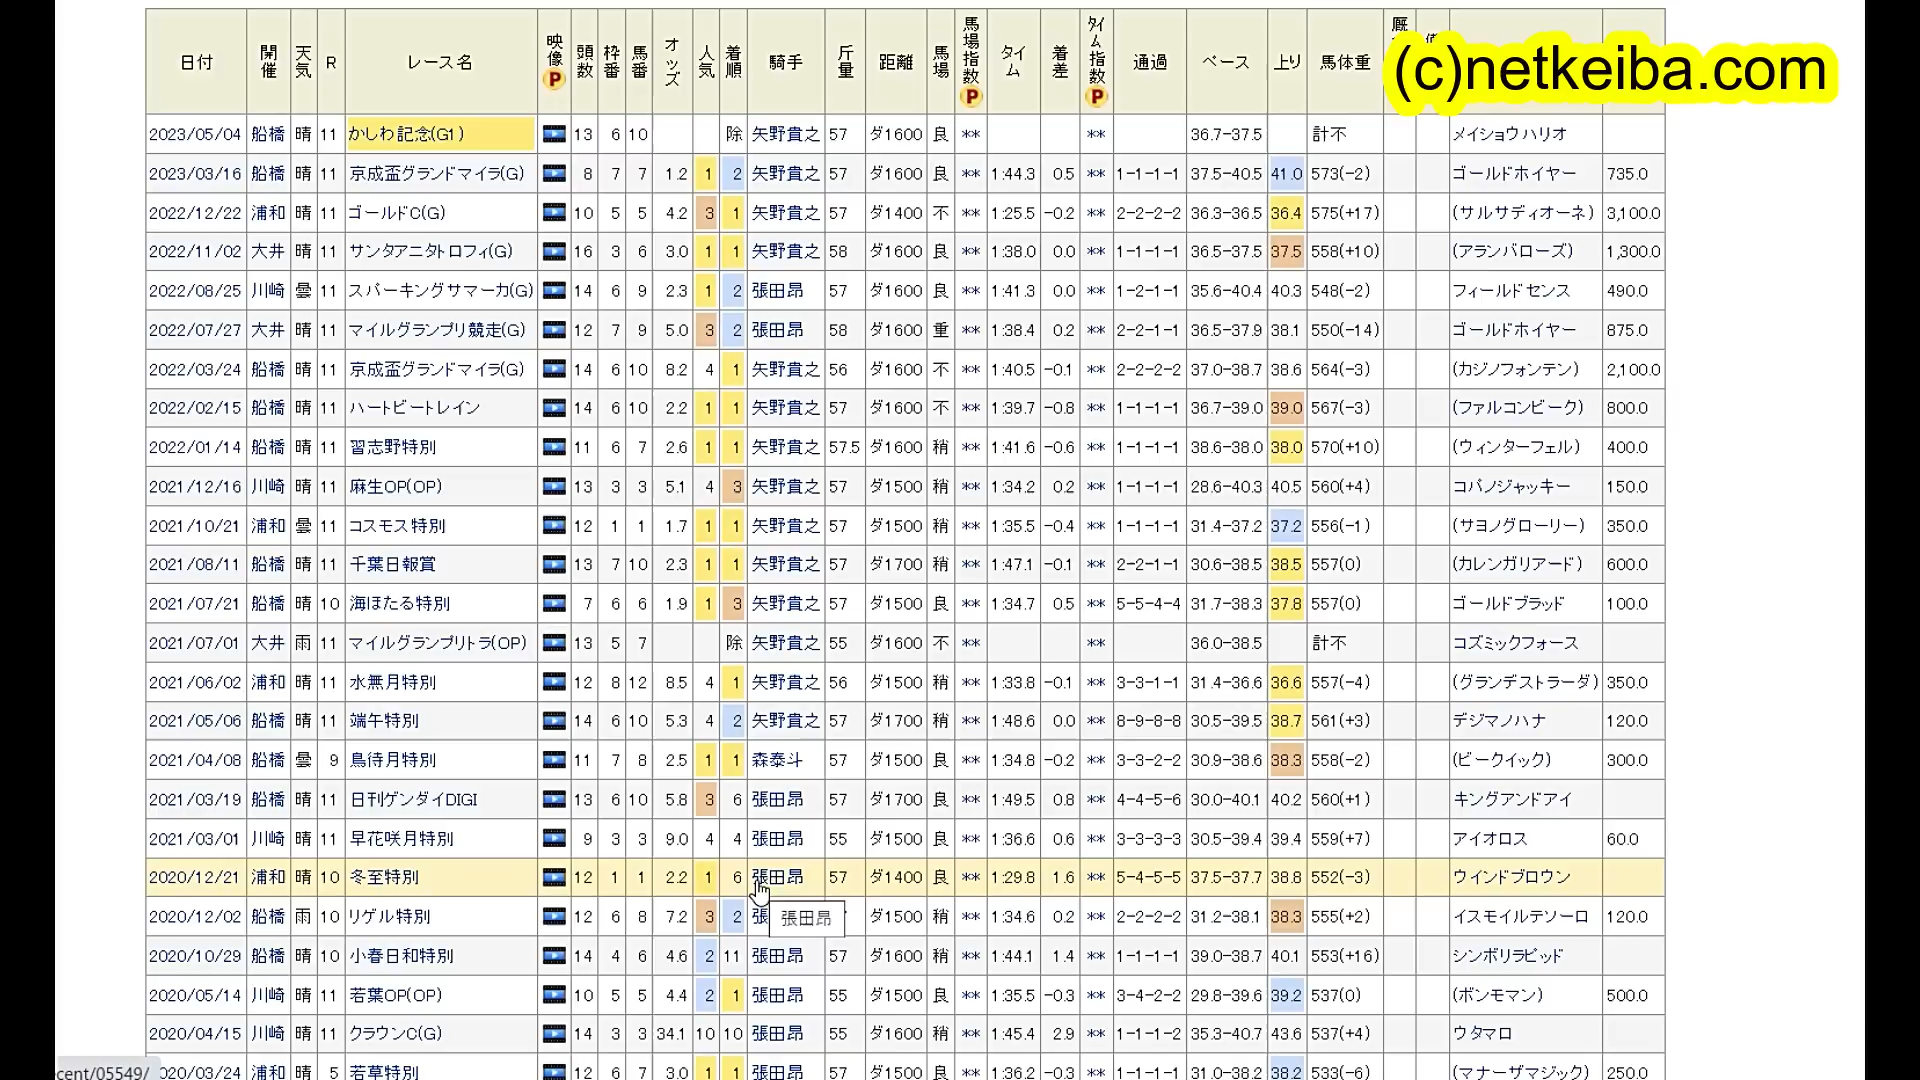 日付 開催 天気 R レース名 映像 P 頭数 枠番 馬番 オッズ 人気 着順 騎手 斤量 距離 馬場 馬場指数 P タイム 着差 タイム指数 P 通過 ペース 上り 馬体重 厩
(c)netkeiba.com
2023/05/04 船橋 晴 11 かしわ記念(G1) 13 6 10 除 矢野貴之 57 ダ1600 良 ** ** 36.7-37.5 計不 メイショウハリオ
2023/03/16 船橋 晴 11 京成盃グランドマイラ(G) 8 7 7 1.2 1 2 矢野貴之 57 ダ1600 良 ** 1:44.3 0.5 ** 1-1-1-1 37.5-40.5 41.0 573(-2) ゴールドホイヤー 735.0
2022/12/22 浦和 晴 11 ゴールドC(G) 10 5 5 4.2 3 1 矢野貴之 57 ダ1400 不 ** 1:25.5 -0.2 ** 2-2-2-2 36.3-36.5 36.4 575(+17) (サルサディオーネ) 3,100.0
2022/11/02 大井 晴 11 サンタアニタトロフィ(G) 16 3 6 3.0 1 1 矢野貴之 58 ダ1600 良 ** 1:38.0 0.0 ** 1-1-1-1 36.5-37.5 37.5 558(+10) (アランバローズ) 1,300.0
2022/08/25 川崎 曇 11 スパーキングサマーカ(G) 14 6 9 2.3 1 2 張田昂 57 ダ1600 良 ** 1:41.3 0.0 ** 1-2-1-1 35.6-40.4 40.3 548(-2) フィールドセンス 490.0
2022/07/27 大井 晴 11 マイルグランプリ競走(G) 12 7 9 5.0 3 2 張田昂 58 ダ1600 重 ** 1:38.4 0.2 ** 2-2-1-1 36.5-37.9 38.1 550(-14) ゴールドホイヤー 875.0
2022/03/24 船橋 晴 11 京成盃グランドマイラ(G) 14 6 10 8.2 4 1 矢野貴之 56 ダ1600 不 ** 1:40.5 -0.1 ** 2-2-2-2 37.0-38.7 38.6 564(-3) (カジノフォンテン) 2,100.0
2022/02/15 船橋 晴 11 ハートビートレイン 14 6 10 2.2 1 1 矢野貴之 57 ダ1600 不 ** 1:39.7 -0.8 ** 1-1-1-1 36.7-39.0 39.0 567(-3) (ファルコンビーク) 800.0
2022/01/14 船橋 晴 11 習志野特別 11 6 7 2.6 1 1 矢野貴之 57.5 ダ1600 稍 ** 1:41.6 -0.6 ** 1-1-1-1 38.6-38.0 38.0 570(+10) (ウィンターフェル) 400.0
2021/12/16 川崎 晴 11 麻生OP(OP) 13 3 3 5.1 4 3 矢野貴之 57 ダ1500 稍 ** 1:34.2 0.2 ** 1-1-1-1 28.6-40.3 40.5 560(+4) コパノジャッキー 150.0
2021/10/21 浦和 曇 11 コスモス特別 12 1 1 1.7 1 1 矢野貴之 57 ダ1500 稍 ** 1:35.5 -0.4 ** 1-1-1-1 31.4-37.2 37.2 556(-1) (サヨノグローリー) 350.0
2021/08/11 船橋 晴 11 千葉日報賞 13 7 10 2.3 1 1 矢野貴之 57 ダ1700 稍 ** 1:47.1 -0.1 ** 2-2-1-1 30.6-38.5 38.5 557(0) (カレンガリアード) 600.0
2021/07/21 船橋 晴 10 海ほたる特別 7 6 6 1.9 1 3 矢野貴之 57 ダ1500 良 ** 1:34.7 0.5 ** 5-5-4-4 31.7-38.3 37.8 557(0) ゴールドブラッド 100.0
2021/07/01 大井 雨 11 マイルグランプリトラ(OP) 13 5 7 除 矢野貴之 55 ダ1600 不 ** ** 36.0-38.5 計不 コズミックフォース
2021/06/02 浦和 晴 11 水無月特別 12 8 12 8.5 4 1 矢野貴之 56 ダ1500 稍 ** 1:33.8 -0.1 ** 3-3-1-1 31.4-36.6 36.6 557(-4) (グランデストラーダ) 350.0
2021/05/06 船橋 晴 11 端午特別 14 6 10 5.3 4 2 矢野貴之 57 ダ1700 稍 ** 1:48.6 0.0 ** 8-9-8-8 30.5-39.5 38.7 561(+3) デジマノハナ 120.0
2021/04/08 船橋 曇 9 鳥待月特別 11 7 8 2.5 1 1 森泰斗 57 ダ1500 良 ** 1:34.8 -0.2 ** 3-3-2-2 30.9-38.6 38.3 558(-2) (ビークイック) 300.0
2021/03/19 船橋 晴 11 日刊ゲンダイDIGI 13 6 10 5.8 3 6 張田昂 57 ダ1700 良 ** 1:49.5 0.8 ** 4-4-5-6 30.0-40.1 40.2 560(+1) キングアンドアイ
2021/03/01 川崎 晴 11 早花咲月特別 9 3 3 9.0 4 4 張田昂 55 ダ1500 良 ** 1:36.6 0.6 ** 3-3-3-3 30.5-39.4 39.4 559(+7) アイオロス 60.0
2020/12/21 浦和 晴 10 冬至特別 12 1 1 2.2 1 6 張田昂 57 ダ1400 良 ** 1:29.8 1.6 ** 5-4-5-5 37.5-37.7 38.8 552(-3) ウインドブロウン
2020/12/02 船橋 雨 10 リゲル特別 12 6 8 7.2 3 2 張 張田昂 ダ1500 稍 ** 1:34.6 0.2 ** 2-2-2-2 31.2-38.1 38.3 555(+2) イスモイルテソーロ 120.0
2020/10/29 船橋 晴 10 小春日和特別 14 4 6 4.6 2 11 張田昂 57 ダ1600 稍 ** 1:44.1 1.4 ** 1-1-1-1 39.0-38.7 40.1 553(+16) シンボリラピッド
2020/05/14 川崎 晴 11 若葉OP(OP) 10 5 5 4.4 2 1 張田昂 55 ダ1500 良 ** 1:35.5 -0.3 ** 3-4-2-2 29.8-39.6 39.2 537(0) (ボンモマン) 500.0
2020/04/15 川崎 晴 11 クラウンC(G) 14 3 3 34.1 10 10 張田昂 55 ダ1600 稍 ** 1:45.4 2.9 ** 1-1-1-2 35.3-40.7 43.6 537(+4) ウタマロ
2020/03/24 浦和 晴 5 若草特別 12 6 7 3.0 1 1 張田昂 57 ダ1500 良 ** 1:36.2 -0.3 ** 1-1-1-1 31.0-38.2 38.2 533(-6) (マナーザマジック) 250.0
cent/05549/